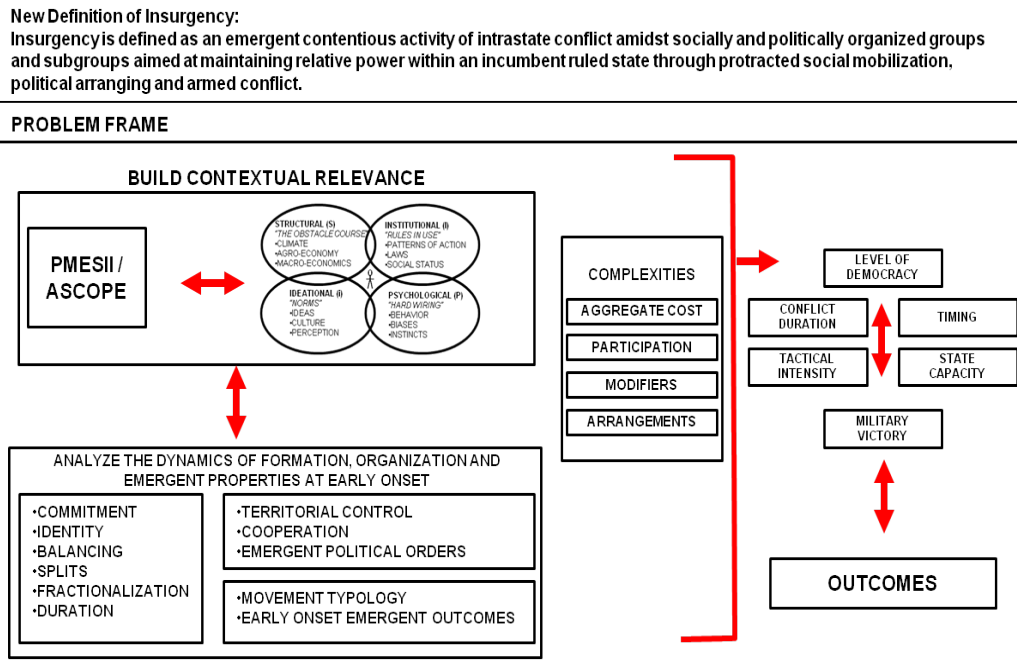 New Definition of Insurgency:
Insurgency is defined as an emergent contentious activity of intrastate conflict amidst socially and politically organized groups
and subgroups aimed at maintaining relative power within an incumbent ruled state through protracted social mobilization,
political arranging and armed conflict.
PROBLEM FRAME
BUILD CONTEXTUAL RELEVANCE
PMESII /
ASCOPE
STRUCTURAL (S)
"THE OBSTACLE COURSE"
•CLIMATE
•AGRO-ECONOMY
•MACRO-ECONOMICS
INSTITUTIONAL (I)
"RULES IN USE"
•PATTERNS OF ACTION
•LAWS
•SOCIAL STATUS
IDEATIONAL (i)
"NORMS"
•IDEAS
•CULTURE
•PERCEPTION
PSYCHOLOGICAL (P)
"HARD WIRING"
•BEHAVIOR
•BIASES
•INSTINCTS
ANALYZE THE DYNAMICS OF FORMATION, ORGANIZATION AND
EMERGENT PROPERTIES AT EARLY ONSET
•COMMITMENT
•IDENTITY
•BALANCING
•SPLITS
•FRACTIONALIZATION
•DURATION
•TERRITORIAL CONTROL
•COOPERATION
•EMERGENT POLITICAL ORDERS
•MOVEMENT TYPOLOGY
•EARLY ONSET EMERGENT OUTCOMES
COMPLEXITIES
AGGREGATE COST
PARTICIPATION
MODIFIERS
ARRANGEMENTS
LEVEL OF
DEMOCRACY
CONFLICT
DURATION
TIMING
TACTICAL
INTENSITY
STATE
CAPACITY
MILITARY
VICTORY
OUTCOMES